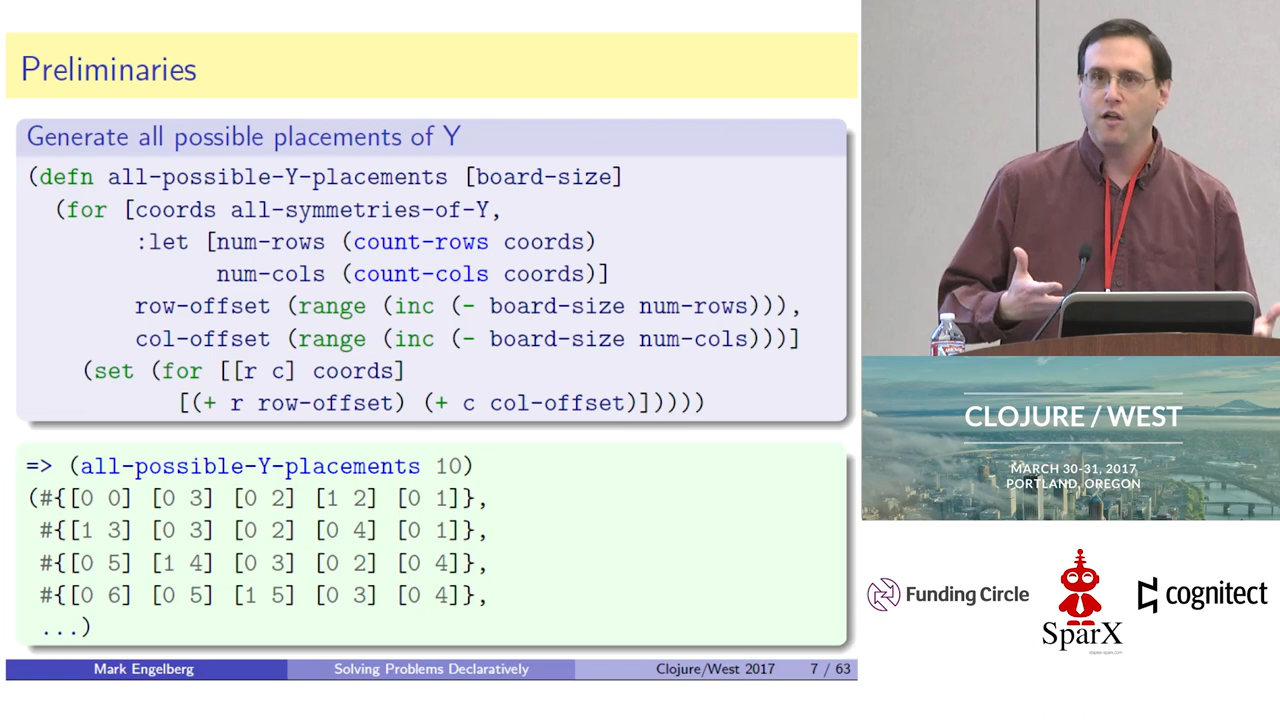 Preliminaries
Generate all possible placements of Y
(defn all-possible-Y-placements [board-size]
(for [coords all-symmetries-of-Y,
:let [num-rows (count-rows coords)
num-cols (count-cols coords)]
row-offset (range (inc (- board-size num-rows))),
col-offset (range (inc (- board-size num-cols)))]
(set (for [[r c] coords]
[(+ r row-offset) (+ c col-offset)]))))
=> (all-possible-Y-placements 10)
(#{[0 0] [0 3] [0 2] [1 2] [0 1]},
#{[1 3] [0 3] [0 2] [0 4] [0 1]},
#{[0 5] [1 4] [0 3] [0 2] [0 4]},
#{[0 6] [0 5] [1 5] [0 3] [0 4]},
...)
Mark Engelberg Solving Problems Declaratively Clojure/West 2017 7 / 63
CLOJURE / WEST
MARCH 30-31, 2017
PORTLAND, OREGON
Funding Circle
SparX
cognitect